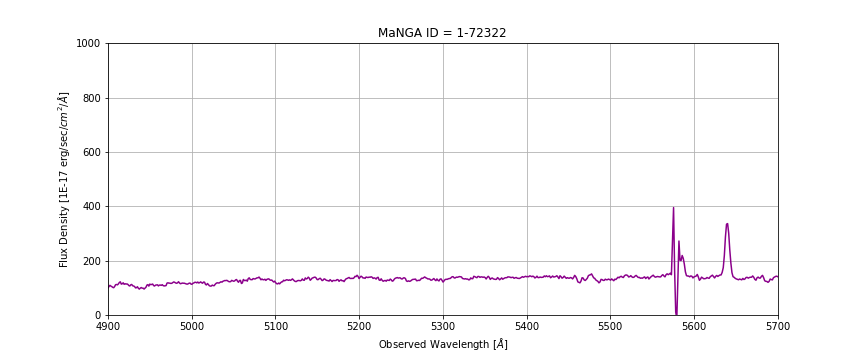 MaNGA ID = 1-72322
1000
800
600
400
200
0
Flux Density [1E-17 erg/sec/cm²/Å]
4900 5000 5100 5200 5300 5400 5500 5600 5700
Observed Wavelength [Å]